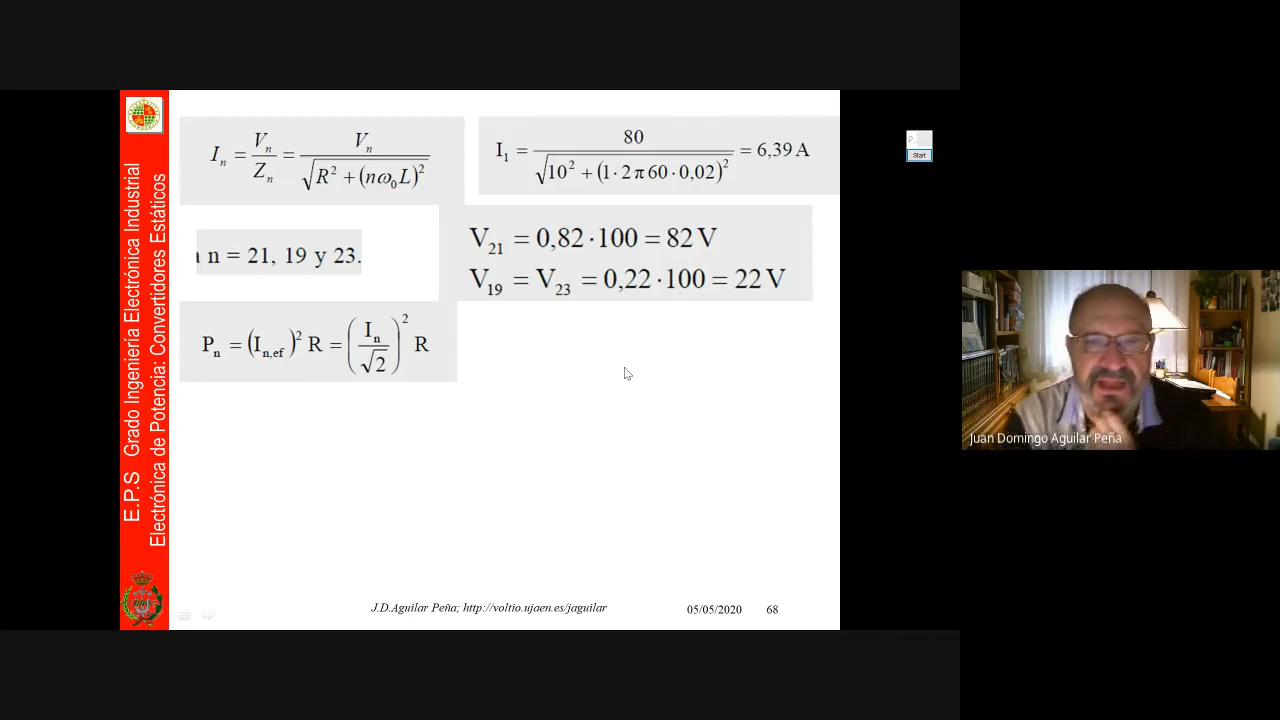 E.P.S Grado Ingeniería Electrónica Industrial
Electrónica de Potencia: Convertidores Estáticos
I_n = V_n / Z_n = V_n / √(R² + (nω₀L)²)
I₁ = 80 / √(10² + (1·2π60·0,02)²) = 6,39 A
n = 21, 19 y 23.
V₂₁ = 0,82·100 = 82 V
V₁₉ = V₂₃ = 0,22·100 = 22 V
P_n = (I_n,ef)² R = (I_n / √2)² R
J.D.Aguilar Peña; http://voltio.ujaen.es/jaguilar
05/05/2020 68
Start
Juan Domingo Aguilar Peña